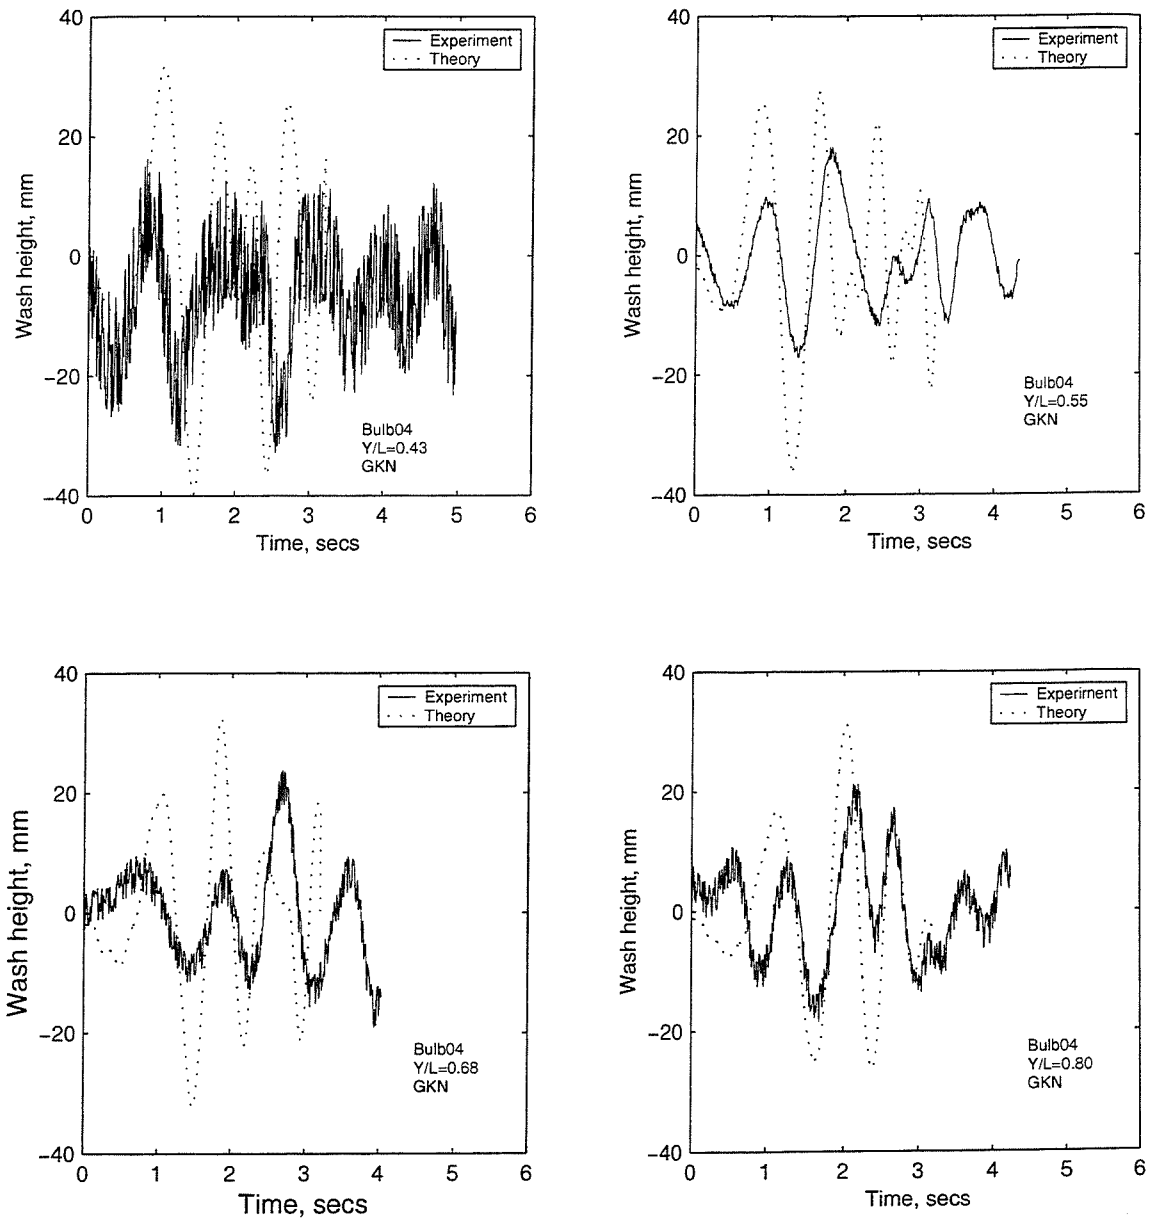 40
20
0
−20
−40
Wash height, mm
Experiment
Theory
Bulb04
Y/L=0.43
GKN
0 1 2 3 4 5 6
Time, secs
40
20
0
−20
−40
Wash height, mm
Experiment
Theory
Bulb04
Y/L=0.55
GKN
0 1 2 3 4 5 6
Time, secs
40
20
0
−20
−40
Wash height, mm
Experiment
Theory
Bulb04
Y/L=0.68
GKN
0 1 2 3 4 5 6
Time, secs
40
20
0
−20
−40
Wash height, mm
Experiment
Theory
Bulb04
Y/L=0.80
GKN
0 1 2 3 4 5 6
Time, secs